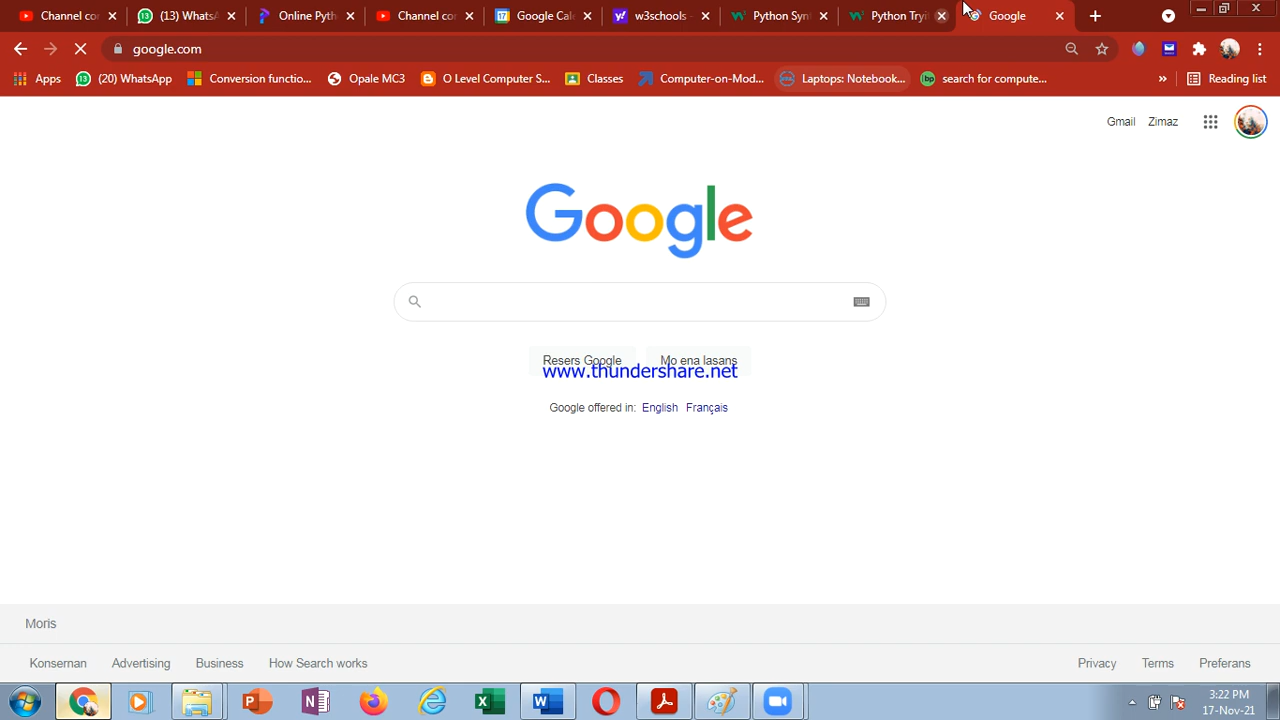 Channel co
(13) WhatsA
Online Pyth
Channel co
Google Cal
w3schools -
Python Syn
Python Tryi
Google
google.com
Apps
(20) WhatsApp
Conversion functio...
Opale MC3
O Level Computer S...
Classes
Computer-on-Mod...
Laptops: Notebook...
search for compute...
»
Reading list
Gmail Zimaz
Google
Resers Google
Mo ena lasans
www.thundershare.net
Google offered in: English Français
Moris
Konsernan Advertising Business How Search works
Privacy Terms Preferans
3:22 PM
17-Nov-21